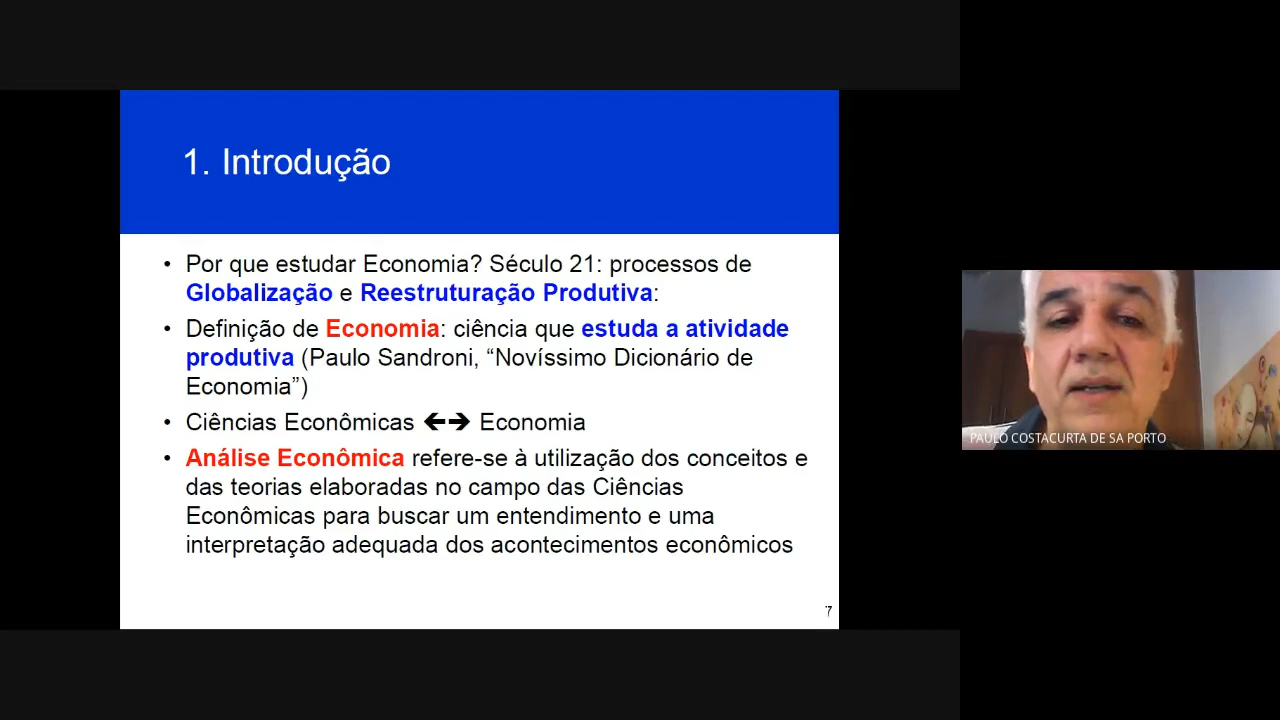 1. Introdução
• Por que estudar Economia? Século 21: processos de
Globalização e Reestruturação Produtiva:
• Definição de Economia: ciência que estuda a atividade
produtiva (Paulo Sandroni, “Novíssimo Dicionário de
Economia”)
• Ciências Econômicas 🡨🡪 Economia
• Análise Econômica refere-se à utilização dos conceitos e
das teorias elaboradas no campo das Ciências
Econômicas para buscar um entendimento e uma
interpretação adequada dos acontecimentos econômicos
7
PAULO COSTACURTA DE SA PORTO